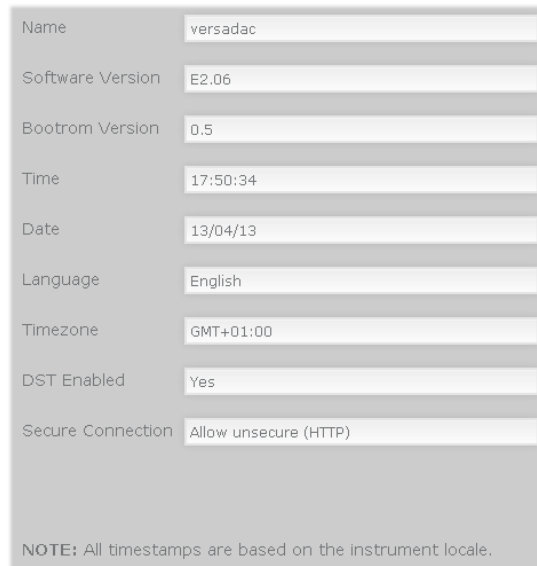 Name versadac
Software Version E2.06
Bootrom Version 0.5
Time 17:50:34
Date 13/04/13
Language English
Timezone GMT+01:00
DST Enabled Yes
Secure Connection Allow unsecure (HTTP)
NOTE: All timestamps are based on the instrument locale.